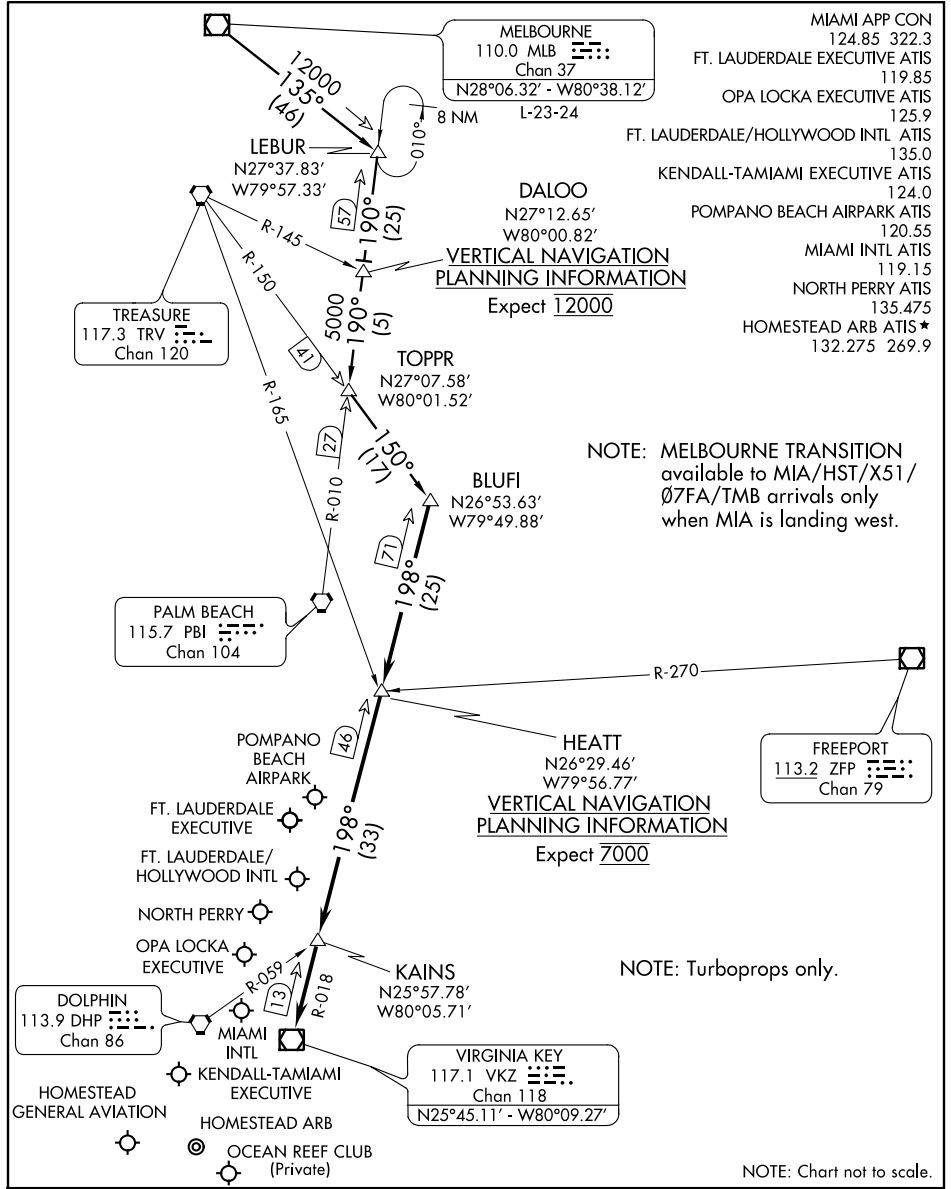 MELBOURNE
110.0 MLB
Chan 37
N28°06.32' - W80°38.12'
L-23-24
MIAMI APP CON
124.85 322.3
FT. LAUDERDALE EXECUTIVE ATIS
119.85
OPA LOCKA EXECUTIVE ATIS
125.9
FT. LAUDERDALE/HOLLYWOOD INTL ATIS
135.0
KENDALL-TAMIAMI EXECUTIVE ATIS
124.0
POMPANO BEACH AIRPARK ATIS
120.55
MIAMI INTL ATIS
119.15
NORTH PERRY ATIS
135.475
HOMESTEAD ARB ATIS★
132.275 269.9
12000
135°
(46)
8 NM
010°
LEBUR
N27°37.83'
W79°57.33'
57
190°
(25)
DALOO
N27°12.65'
W80°00.82'
VERTICAL NAVIGATION
PLANNING INFORMATION
Expect 12000
R-145
R-150
R-165
TREASURE
117.3 TRV
Chan 120
41
5000
190°
(5)
TOPPR
N27°07.58'
W80°01.52'
27
R-010
150°
(17)
BLUFI
N26°53.63'
W79°49.88'
NOTE: MELBOURNE TRANSITION
available to MIA/HST/X51/
Ø7FA/TMB arrivals only
when MIA is landing west.
71
198°
(25)
PALM BEACH
115.7 PBI
Chan 104
R-270
FREEPORT
113.2 ZFP
Chan 79
HEATT
N26°29.46'
W79°56.77'
VERTICAL NAVIGATION
PLANNING INFORMATION
Expect 7000
46
198°
(33)
POMPANO
BEACH
AIRPARK
FT. LAUDERDALE
EXECUTIVE
FT. LAUDERDALE/
HOLLYWOOD INTL
NORTH PERRY
OPA LOCKA
EXECUTIVE
KAINS
N25°57.78'
W80°05.71'
NOTE: Turboprops only.
R-059
13
R-018
DOLPHIN
113.9 DHP
Chan 86
MIAMI
INTL
VIRGINIA KEY
117.1 VKZ
Chan 118
N25°45.11' - W80°09.27'
KENDALL-TAMIAMI
EXECUTIVE
HOMESTEAD
GENERAL AVIATION
HOMESTEAD ARB
OCEAN REEF CLUB
(Private)
NOTE: Chart not to scale.